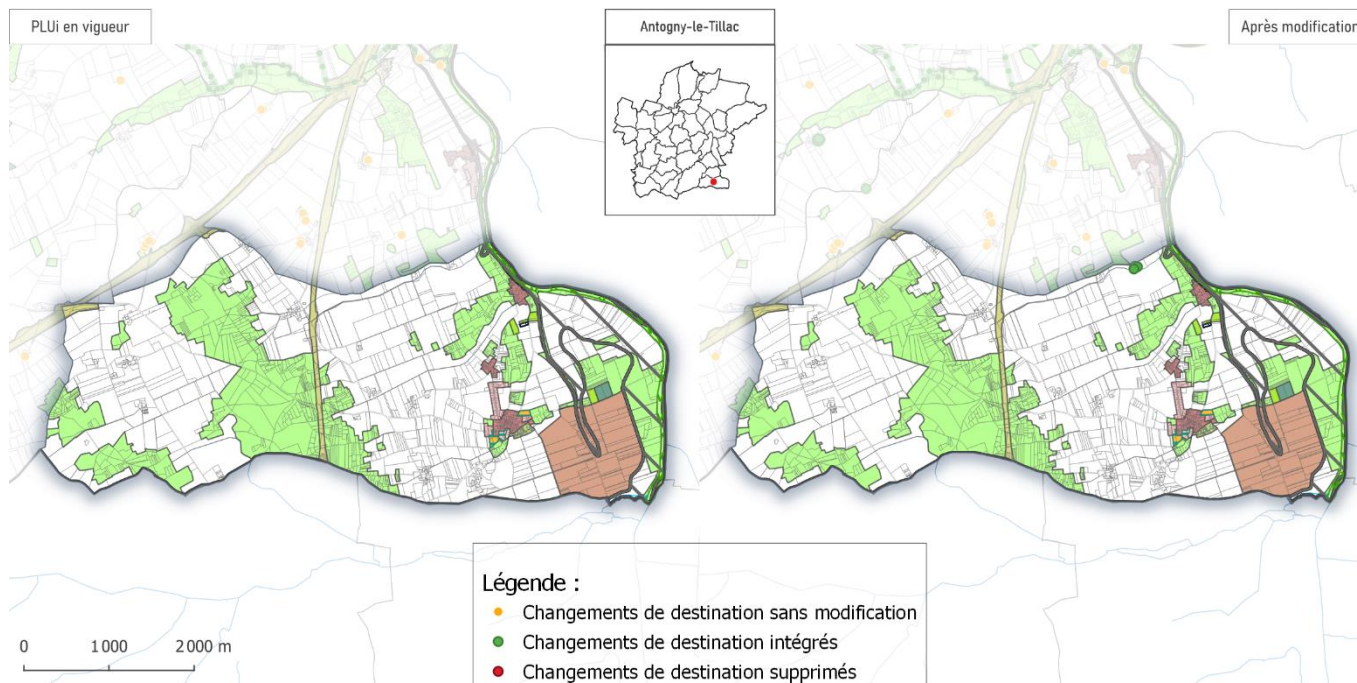 PLUi en vigueur
Antogny-le-Tillac
Après modification
Légende :
Changements de destination sans modification
Changements de destination intégrés
Changements de destination supprimés
0 1 000 2 000 m